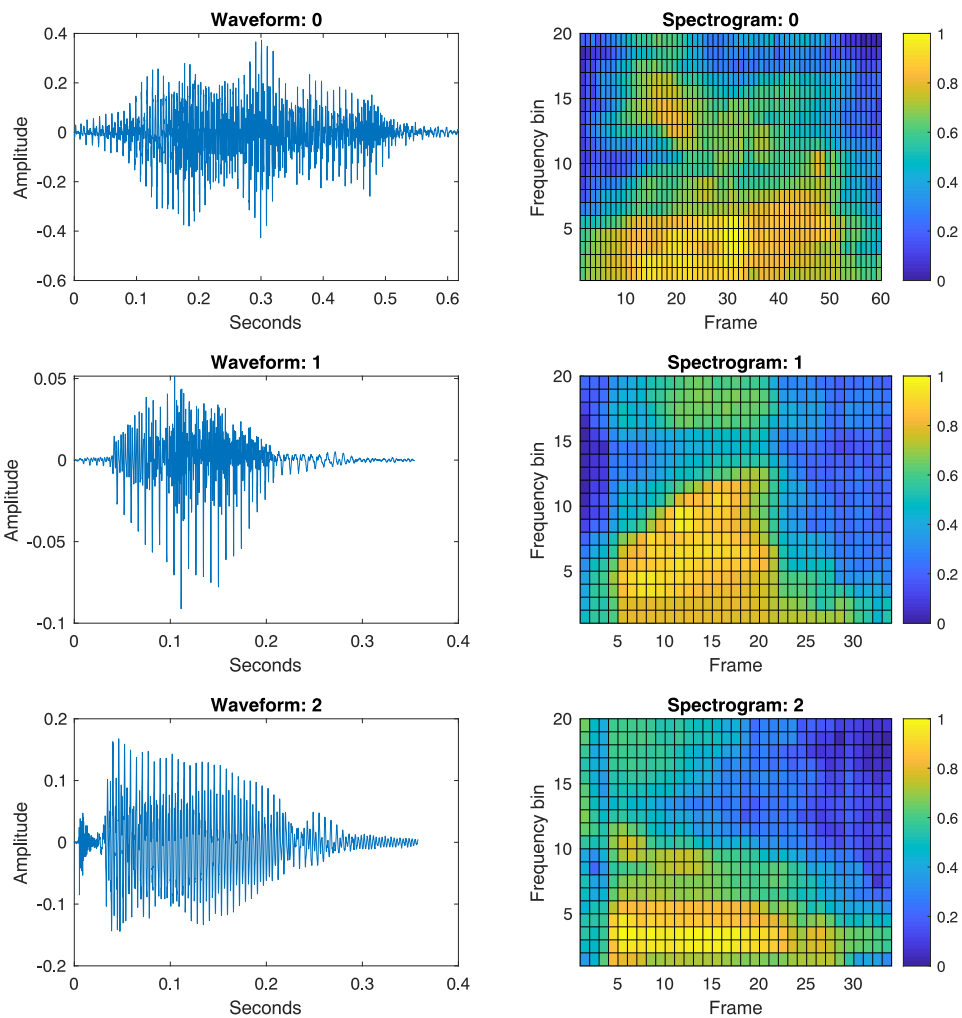 Waveform: 0
0.4
0.2
0
-0.2
-0.4
-0.6
Amplitude
0 0.1 0.2 0.3 0.4 0.5 0.6
Seconds
Spectrogram: 0
20
15
10
5
Frequency bin
10 20 30 40 50 60
Frame
1
0.8
0.6
0.4
0.2
0
Waveform: 1
0.05
0
-0.05
-0.1
Amplitude
0 0.1 0.2 0.3 0.4
Seconds
Spectrogram: 1
20
15
10
5
Frequency bin
5 10 15 20 25 30
Frame
1
0.8
0.6
0.4
0.2
0
Waveform: 2
0.2
0.1
0
-0.1
-0.2
Amplitude
0 0.1 0.2 0.3 0.4
Seconds
Spectrogram: 2
20
15
10
5
Frequency bin
5 10 15 20 25 30
Frame
1
0.8
0.6
0.4
0.2
0